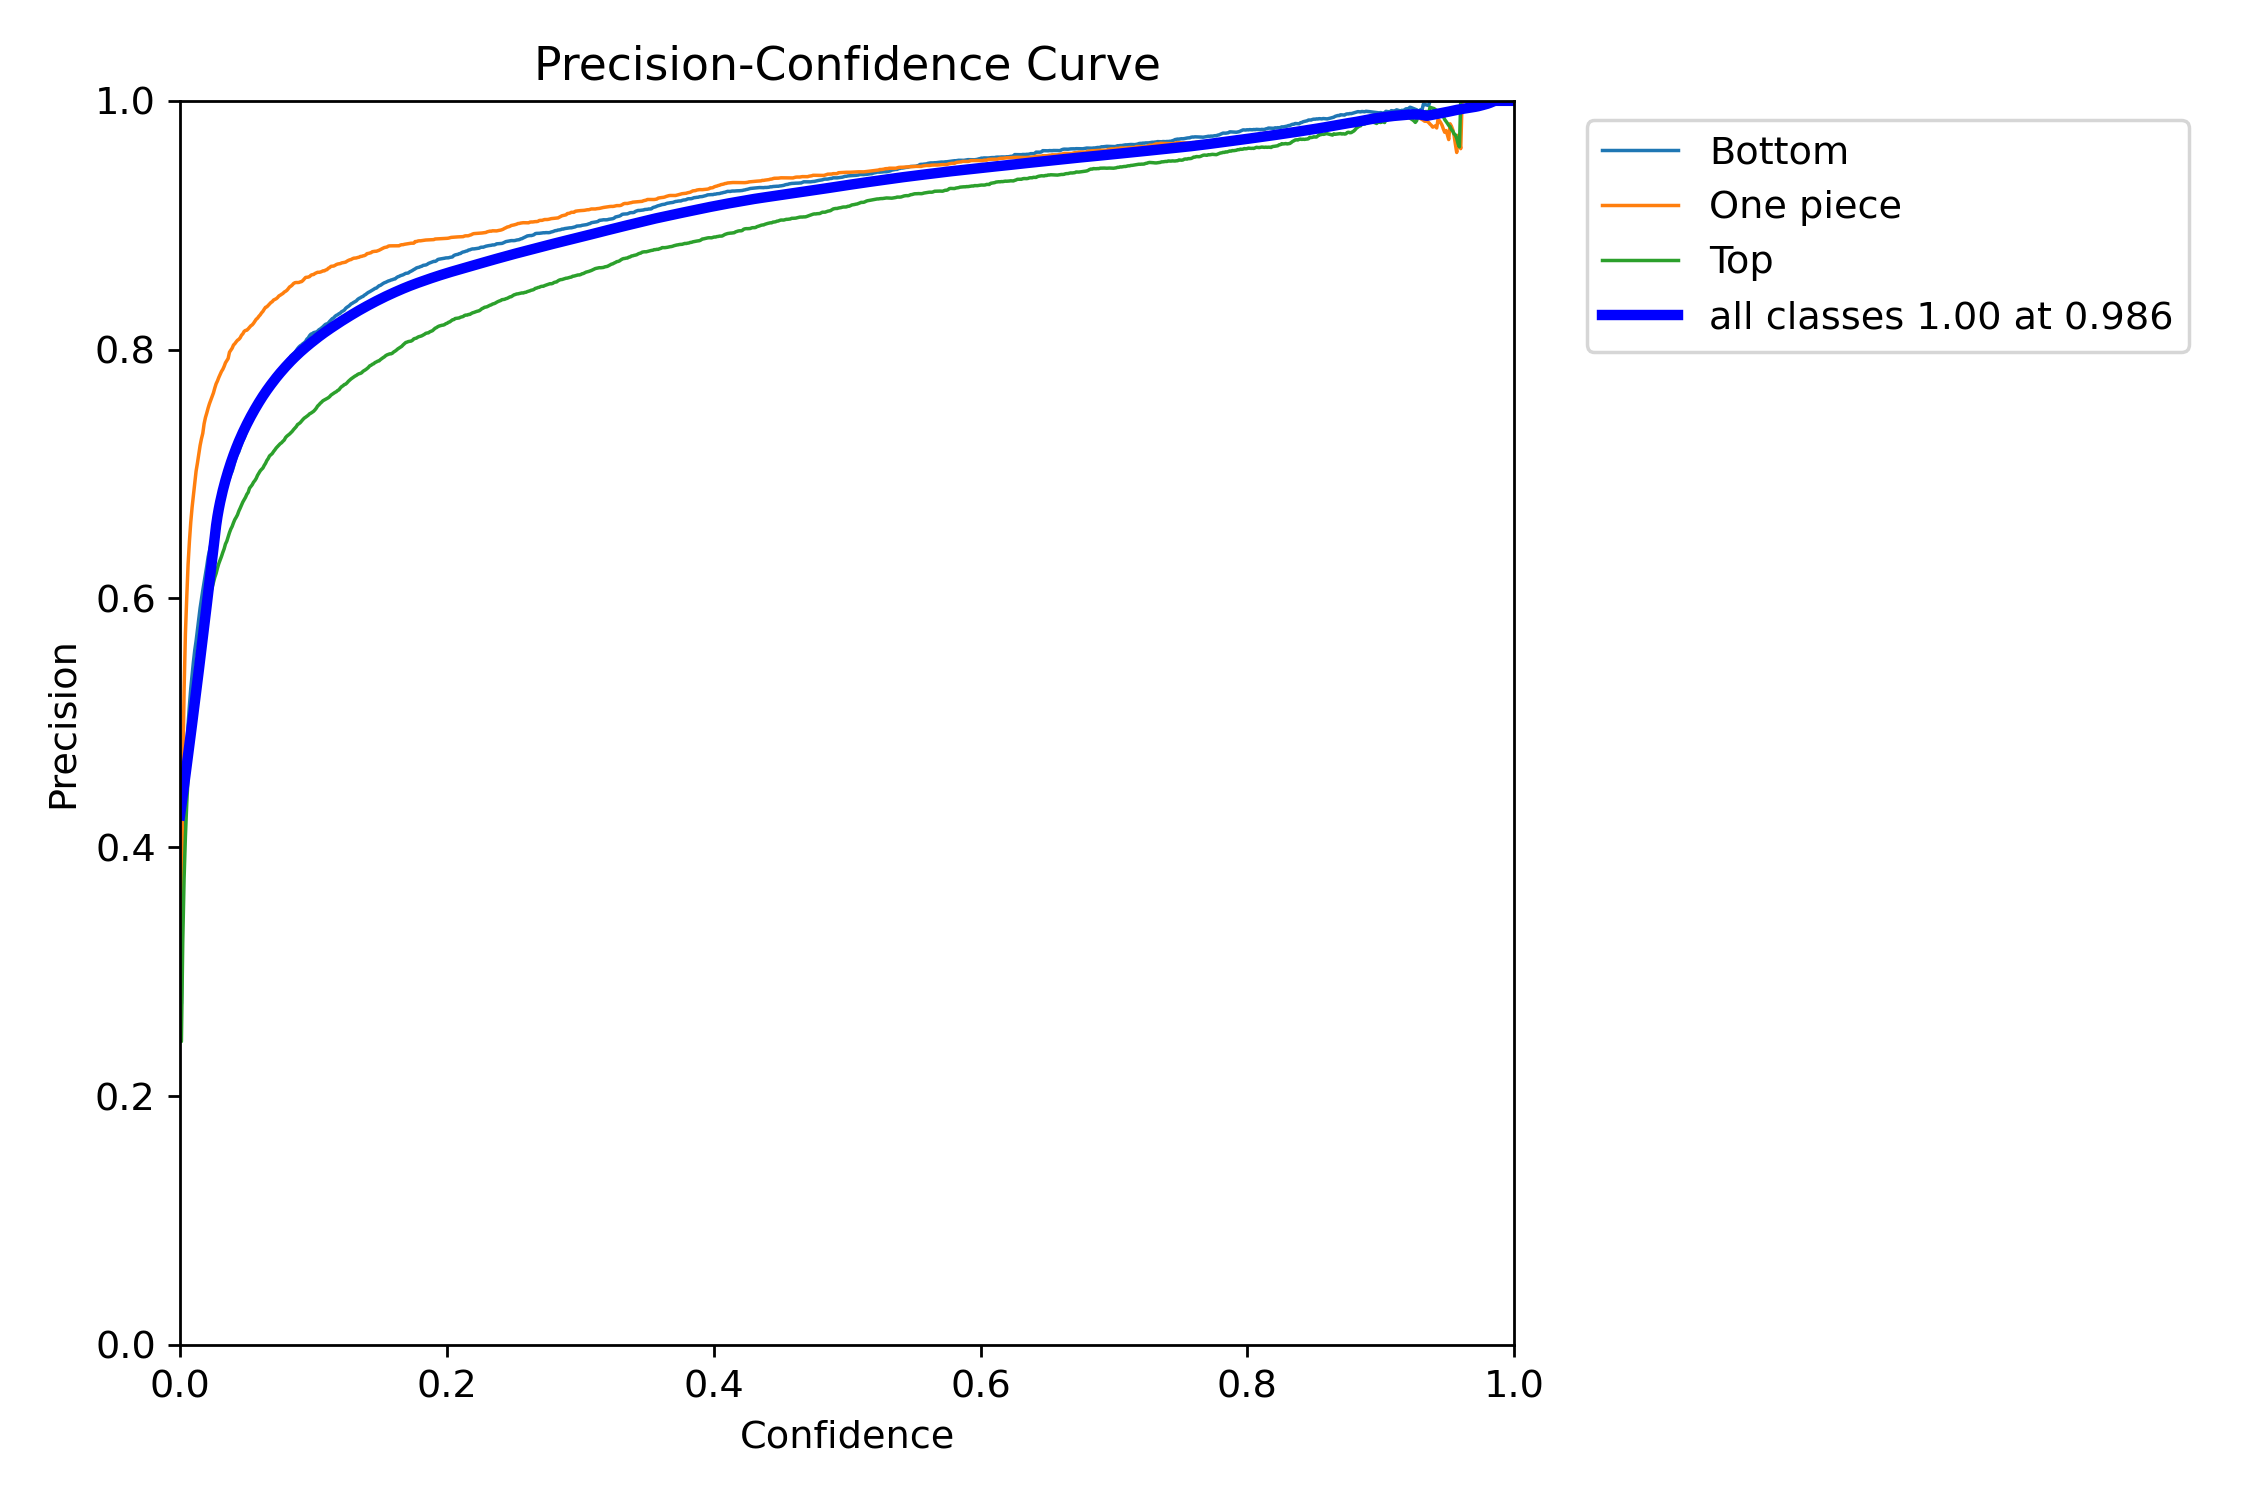 Precision-Confidence Curve
1.0
0.8
0.6
0.4
0.2
0.0
Precision
0.0 0.2 0.4 0.6 0.8 1.0
Confidence
Bottom
One piece
Top
all classes 1.00 at 0.986